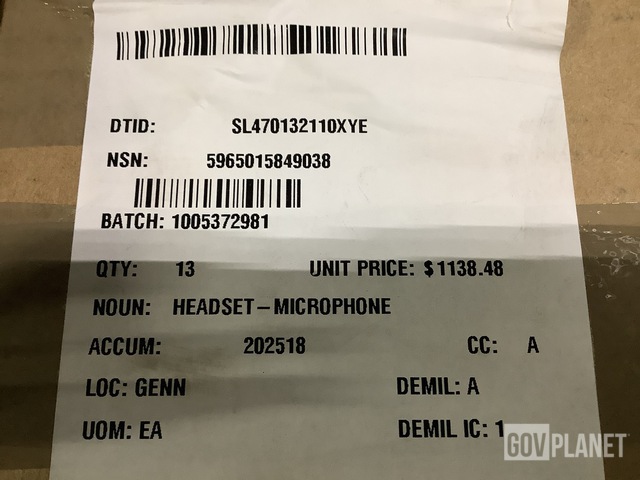 DTID: SL470132110XYE
NSN: 5965015849038
BATCH: 1005372981
QTY: 13 UNIT PRICE: $1138.48
NOUN: HEADSET-MICROPHONE
ACCUM: 202518 CC: A
LOC: GENN DEMIL: A
UOM: EA DEMIL IC: 1
GOVPLANET